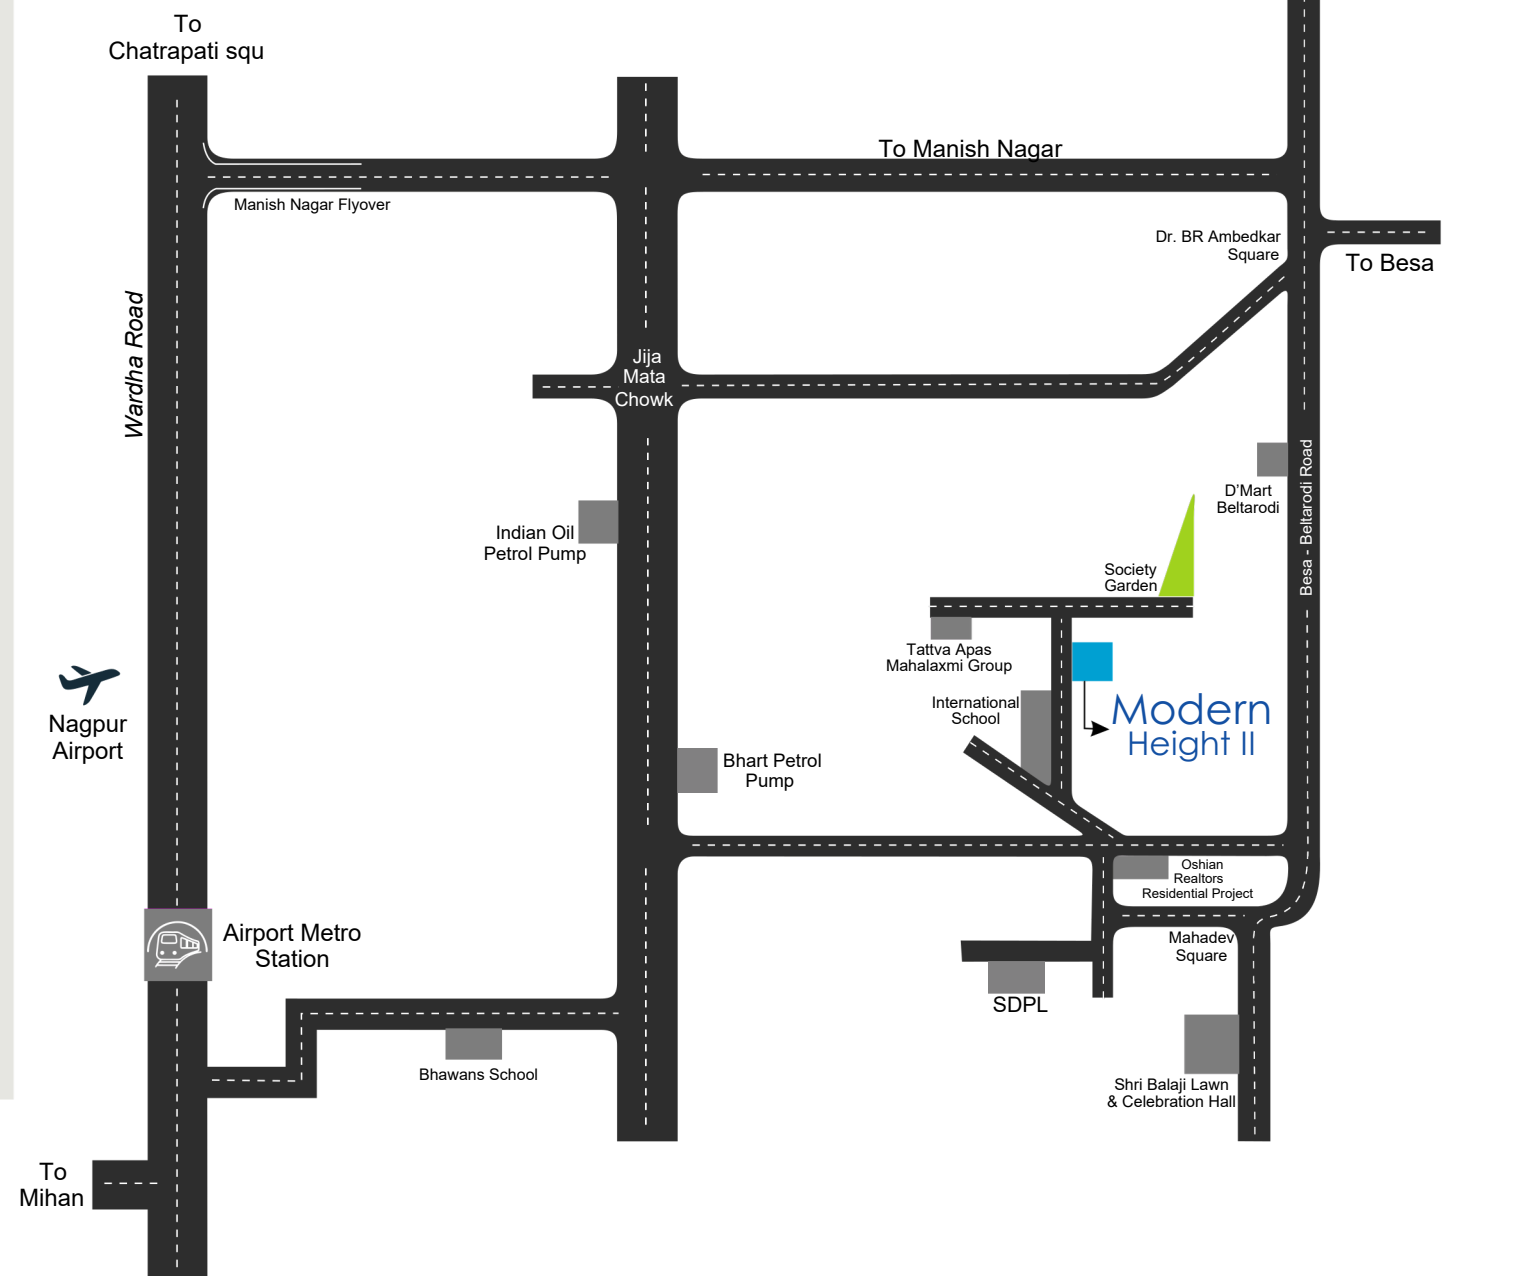 To
Chatrapati squ
To Manish Nagar
Manish Nagar Flyover
Dr. BR Ambedkar
Square
To Besa
Wardha Road
Jija
Mata
Chowk
Besa - Beltarodi Road
D’Mart
Beltarodi
Indian Oil
Petrol Pump
Society
Garden
Tattva Apas
Mahalaxmi Group
International
School
Modern
Height II
Nagpur
Airport
Bhart Petrol
Pump
Oshian
Realtors
Residential Project
Airport Metro
Station
Mahadev
Square
SDPL
Bhawans School
Shri Balaji Lawn
& Celebration Hall
To
Mihan